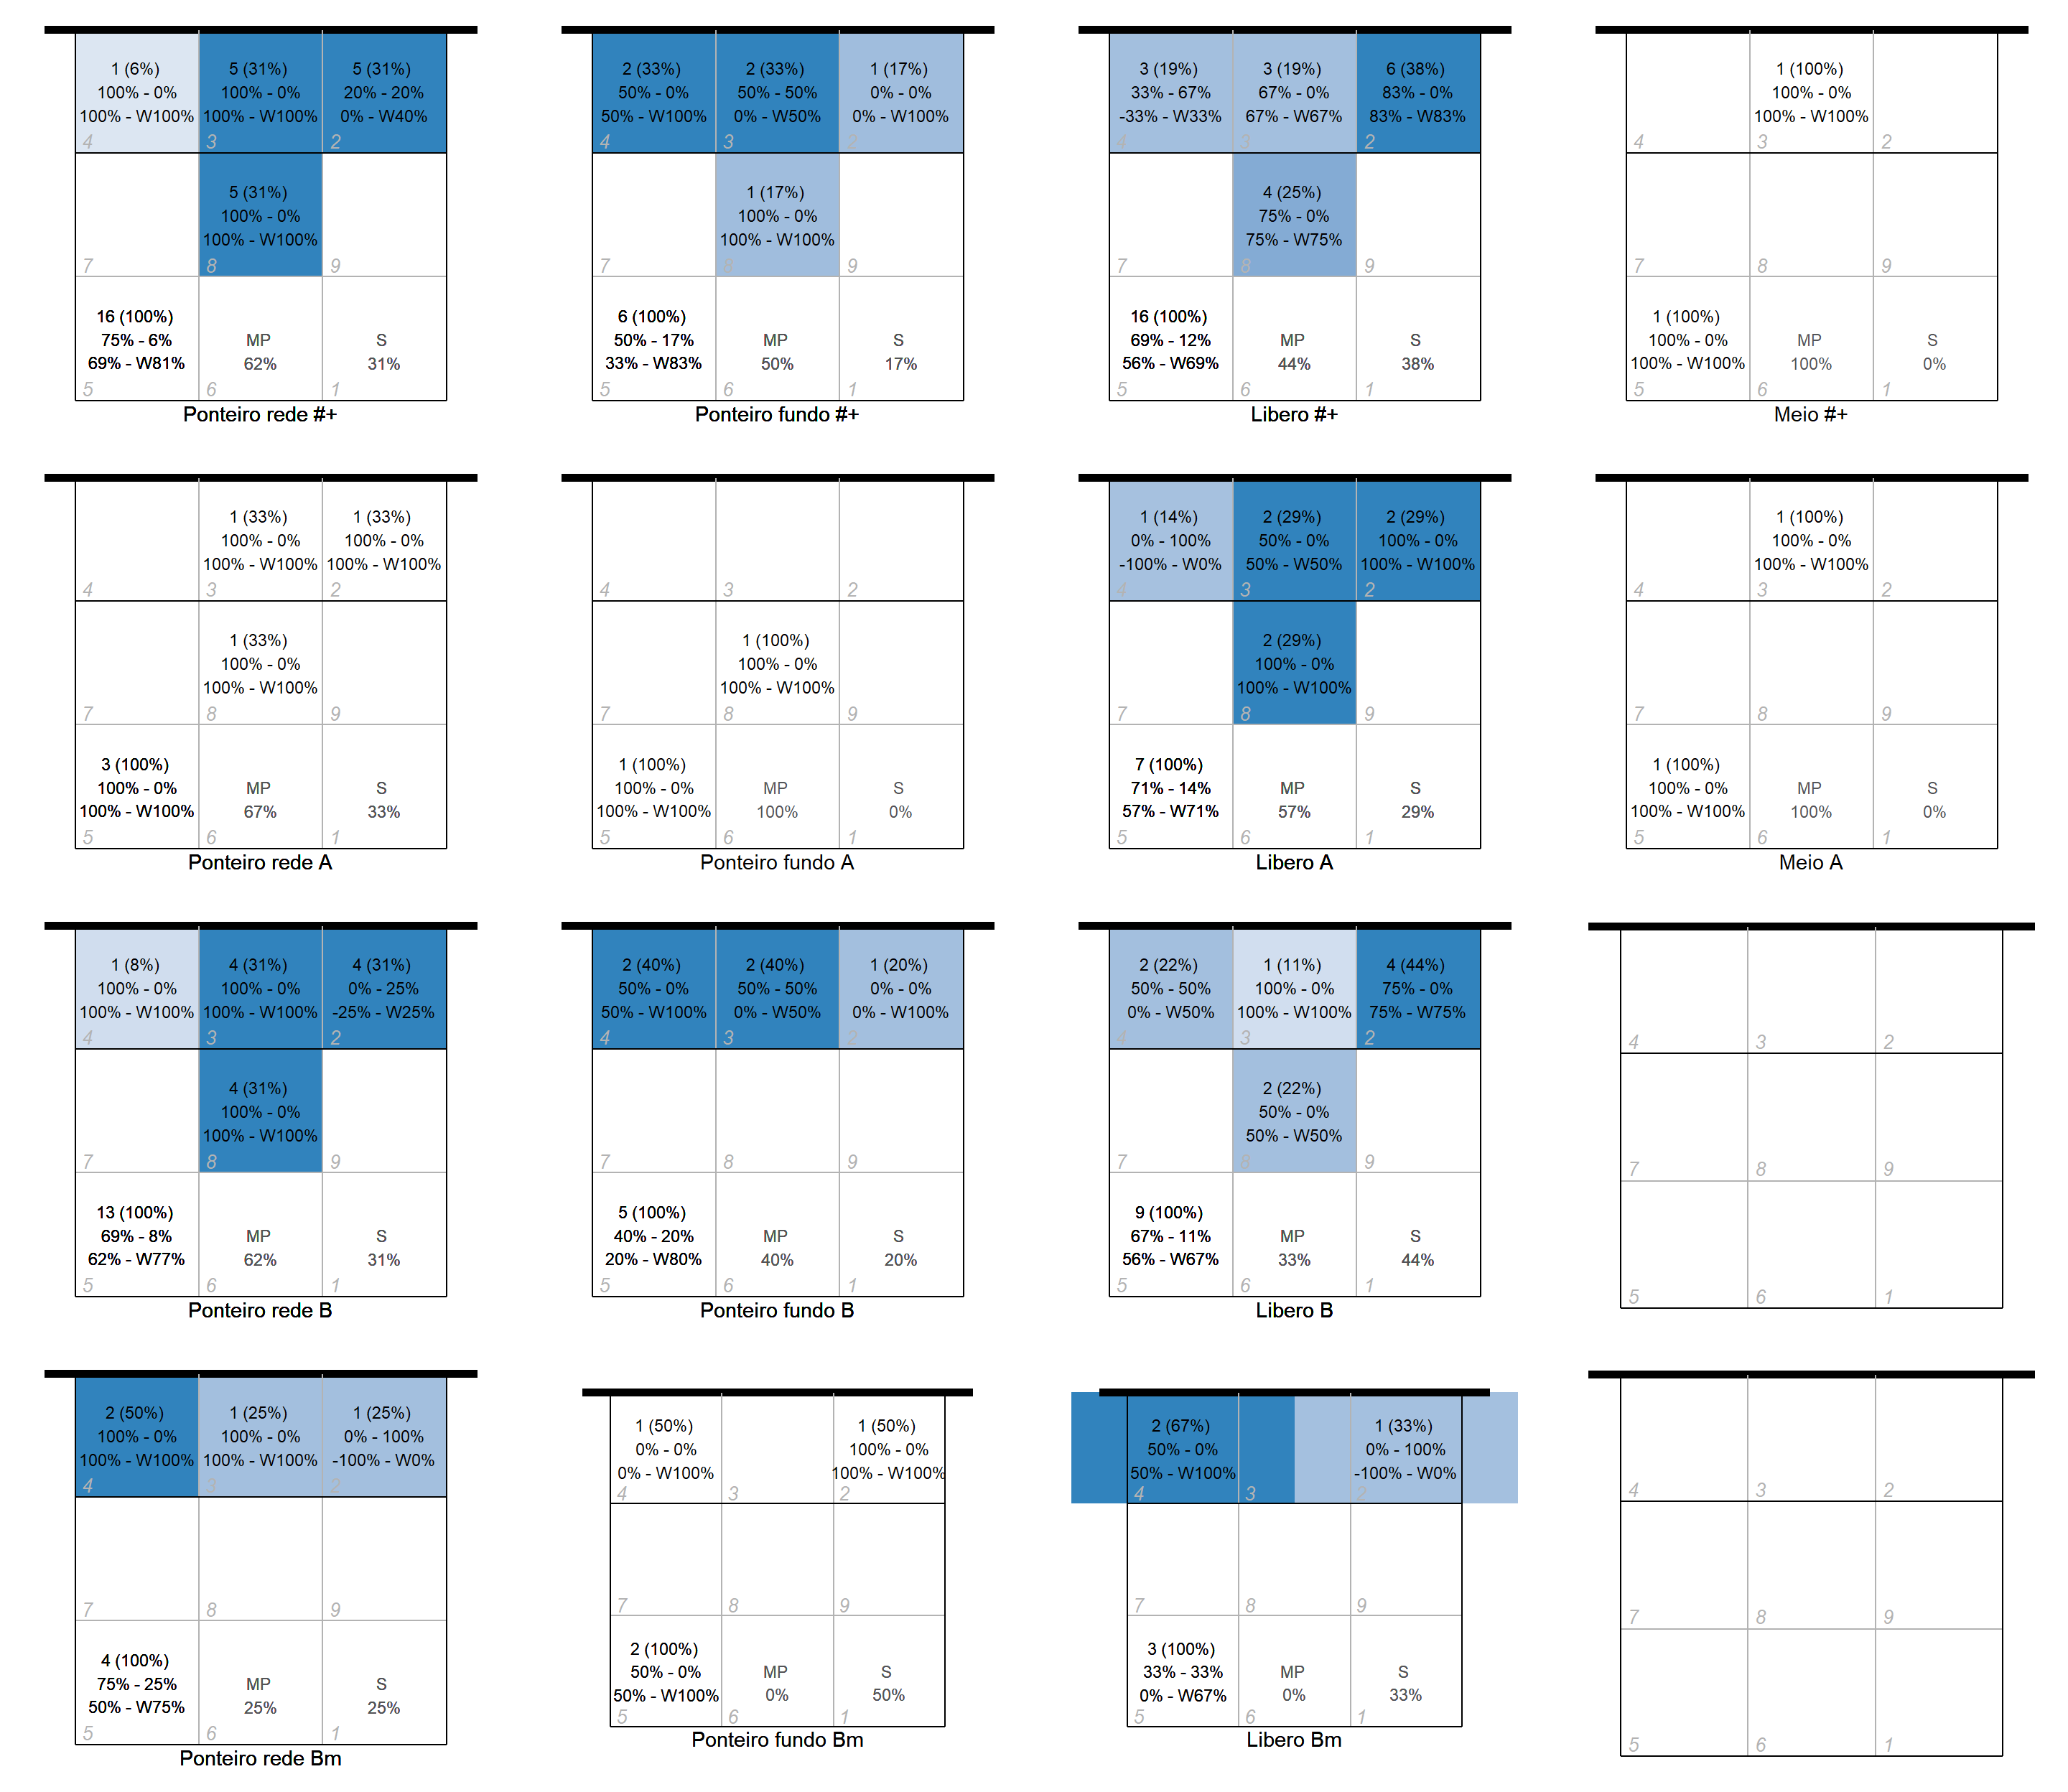 1 (6%)
100% - 0%
100% - W100%
4
5 (31%)
100% - 0%
100% - W100%
3
5 (31%)
20% - 20%
0% - W40%
2
7
5 (31%)
100% - 0%
100% - W100%
8
9
16 (100%)
75% - 6%
69% - W81%
5
MP
62%
6
S
31%
1
Ponteiro rede #+
2 (33%)
50% - 0%
50% - W100%
4
2 (33%)
50% - 50%
0% - W50%
3
1 (17%)
0% - 0%
0% - W100%
2
7
1 (17%)
100% - 0%
100% - W100%
8
9
6 (100%)
50% - 17%
33% - W83%
5
MP
50%
6
S
17%
1
Ponteiro fundo #+
3 (19%)
33% - 67%
-33% - W33%
4
3 (19%)
67% - 0%
67% - W67%
3
6 (38%)
83% - 0%
83% - W83%
2
7
4 (25%)
75% - 0%
75% - W75%
8
9
16 (100%)
69% - 12%
56% - W69%
5
MP
44%
6
S
38%
1
Libero #+
4
1 (100%)
100% - 0%
100% - W100%
3
2
7
8
9
1 (100%)
100% - 0%
100% - W100%
5
MP
100%
6
S
0%
1
Meio #+
4
1 (33%)
100% - 0%
100% - W100%
3
1 (33%)
100% - 0%
100% - W100%
2
7
1 (33%)
100% - 0%
100% - W100%
8
9
3 (100%)
100% - 0%
100% - W100%
5
MP
67%
6
S
33%
1
Ponteiro rede A
4
3
2
7
1 (100%)
100% - 0%
100% - W100%
8
9
1 (100%)
100% - 0%
100% - W100%
5
MP
100%
6
S
0%
1
Ponteiro fundo A
1 (14%)
0% - 100%
-100% - W0%
4
2 (29%)
50% - 0%
50% - W50%
3
2 (29%)
100% - 0%
100% - W100%
2
7
2 (29%)
100% - 0%
100% - W100%
8
9
7 (100%)
71% - 14%
57% - W71%
5
MP
57%
6
S
29%
1
Libero A
4
1 (100%)
100% - 0%
100% - W100%
3
2
7
8
9
1 (100%)
100% - 0%
100% - W100%
5
MP
100%
6
S
0%
1
Meio A
1 (8%)
100% - 0%
100% - W100%
4
4 (31%)
100% - 0%
100% - W100%
3
4 (31%)
0% - 25%
-25% - W25%
2
7
4 (31%)
100% - 0%
100% - W100%
8
9
13 (100%)
69% - 8%
62% - W77%
5
MP
62%
6
S
31%
1
Ponteiro rede B
2 (40%)
50% - 0%
50% - W100%
4
2 (40%)
50% - 50%
0% - W50%
3
1 (20%)
0% - 0%
0% - W100%
2
7
8
9
5 (100%)
40% - 20%
20% - W80%
5
MP
40%
6
S
20%
1
Ponteiro fundo B
2 (22%)
50% - 50%
0% - W50%
4
1 (11%)
100% - 0%
100% - W100%
3
4 (44%)
75% - 0%
75% - W75%
2
7
2 (22%)
50% - 0%
50% - W50%
8
9
9 (100%)
67% - 11%
56% - W67%
5
MP
33%
6
S
44%
1
Libero B
4
3
2
7
8
9
5
6
1
2 (50%)
100% - 0%
100% - W100%
4
1 (25%)
100% - 0%
100% - W100%
3
1 (25%)
0% - 100%
-100% - W0%
2
7
8
9
4 (100%)
75% - 25%
50% - W75%
5
MP
25%
6
S
25%
1
Ponteiro rede Bm
1 (50%)
0% - 0%
0% - W100%
4
3
1 (50%)
100% - 0%
100% - W100%
2
7
8
9
2 (100%)
50% - 0%
50% - W100%
5
MP
0%
6
S
50%
1
Ponteiro fundo Bm
2 (67%)
50% - 0%
50% - W100%
4
3
1 (33%)
0% - 100%
-100% - W0%
2
7
8
9
3 (100%)
33% - 33%
0% - W67%
5
MP
0%
6
S
33%
1
Libero Bm
4
3
2
7
8
9
5
6
1